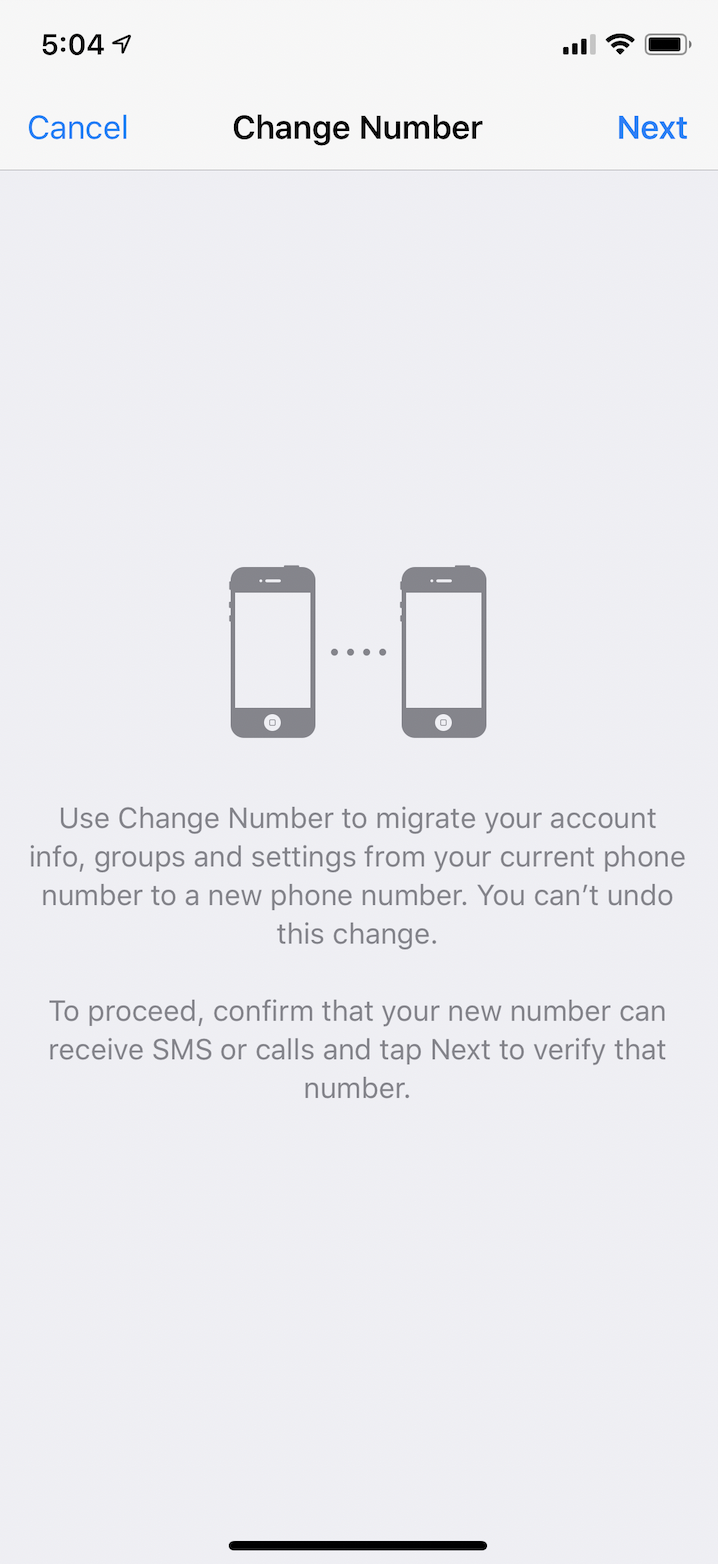 5:04
Cancel Change Number Next
Use Change Number to migrate your account
info, groups and settings from your current phone
number to a new phone number. You can’t undo
this change.
To proceed, confirm that your new number can
receive SMS or calls and tap Next to verify that
number.